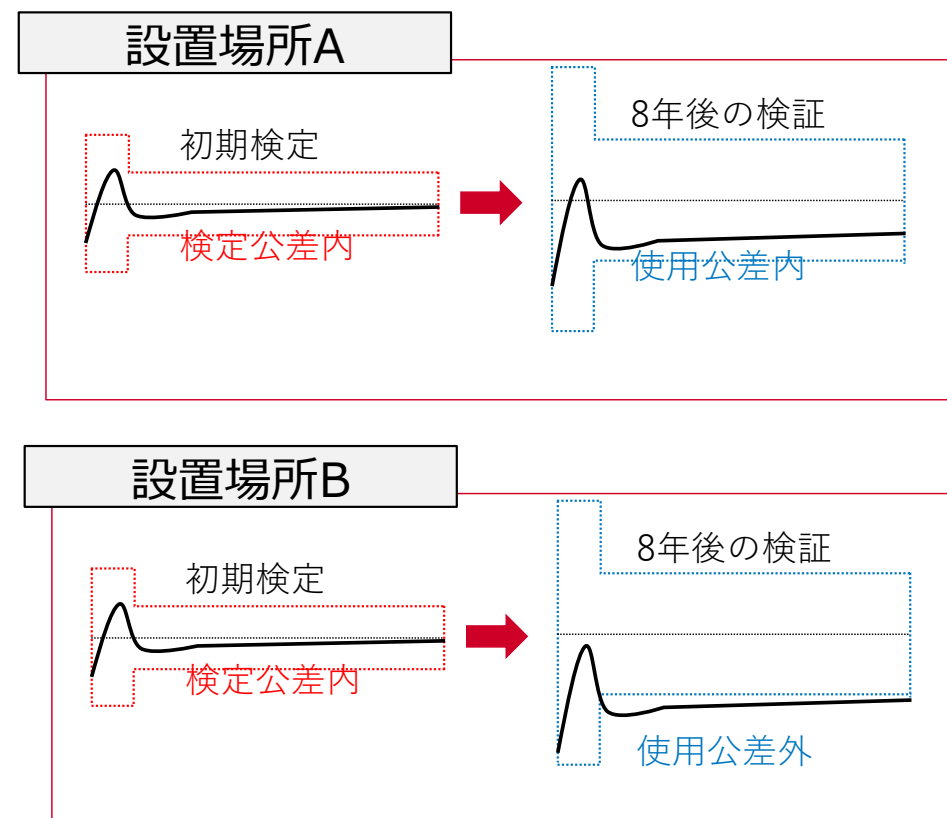 設置場所A
初期検定
検定公差内
8年後の検証
使用公差内
設置場所B
初期検定
検定公差内
8年後の検証
使用公差外